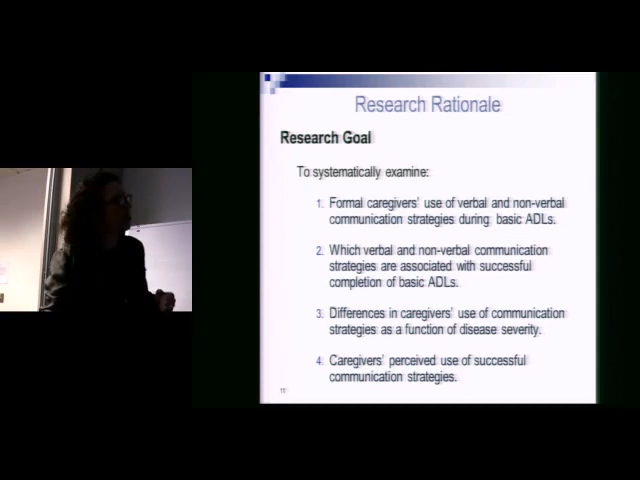 Research Rationale
Research Goal
To systematically examine:
1. Formal caregivers' use of verbal and non-verbal
communication strategies during basic ADLs.
2. Which verbal and non-verbal communication
strategies are associated with successful
completion of basic ADLs.
3. Differences in caregivers' use of communication
strategies as a function of disease severity.
4. Caregivers' perceived use of successful
communication strategies.
11